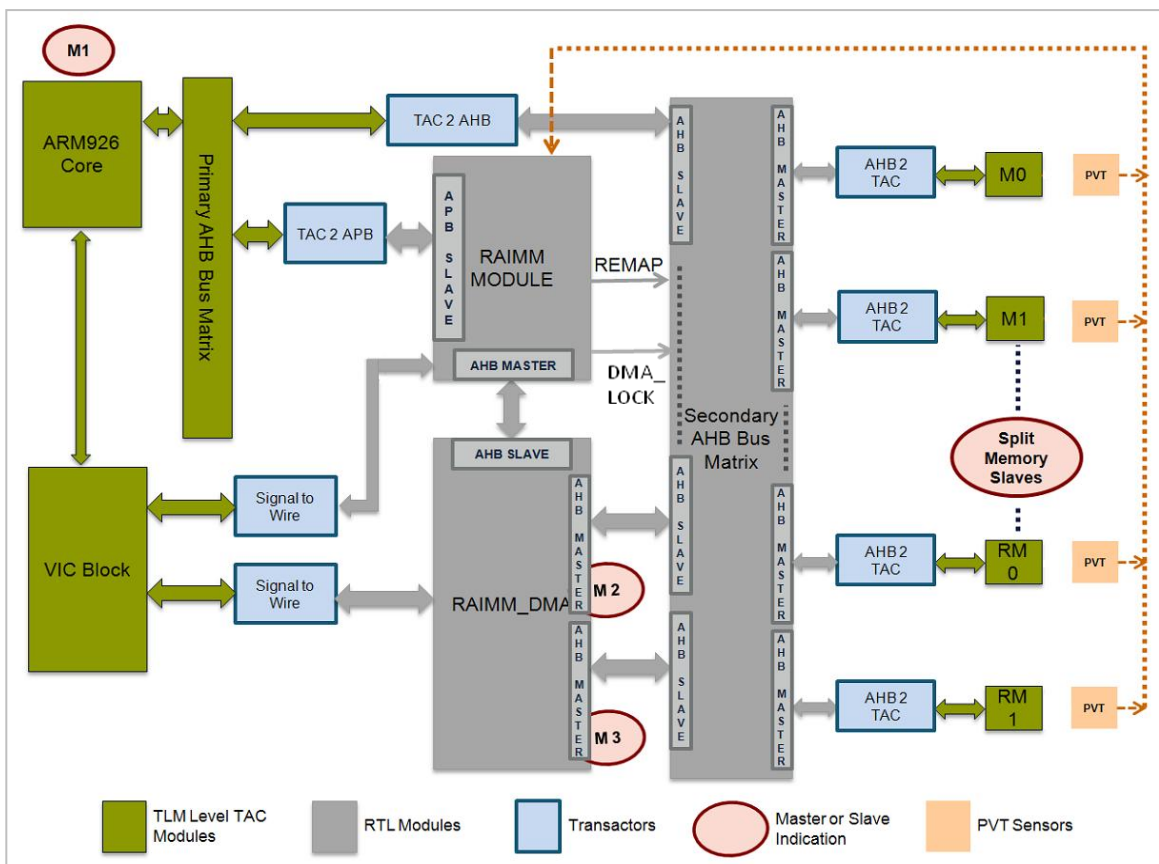 M1
ARM926
Core
Primary AHB Bus Matrix
TAC 2 AHB
TAC 2 APB
APB SLAVE
RAIMM
MODULE
AHB MASTER
REMAP
DMA_
LOCK
AHB SLAVE
AHB MASTER
AHB MASTER
Secondary
AHB Bus
Matrix
AHB 2
TAC
M0
PVT
AHB 2
TAC
M1
PVT
Split
Memory
Slaves
VIC Block
Signal to
Wire
Signal to
Wire
AHB SLAVE
RAIMM_DMA
AHB MASTER
M 2
AHB MASTER
M 3
AHB SLAVE
AHB SLAVE
AHB MASTER
AHB MASTER
AHB 2
TAC
RM
0
PVT
AHB 2
TAC
RM
1
PVT
TLM Level TAC
Modules
RTL Modules
Transactors
Master or Slave
Indication
PVT Sensors